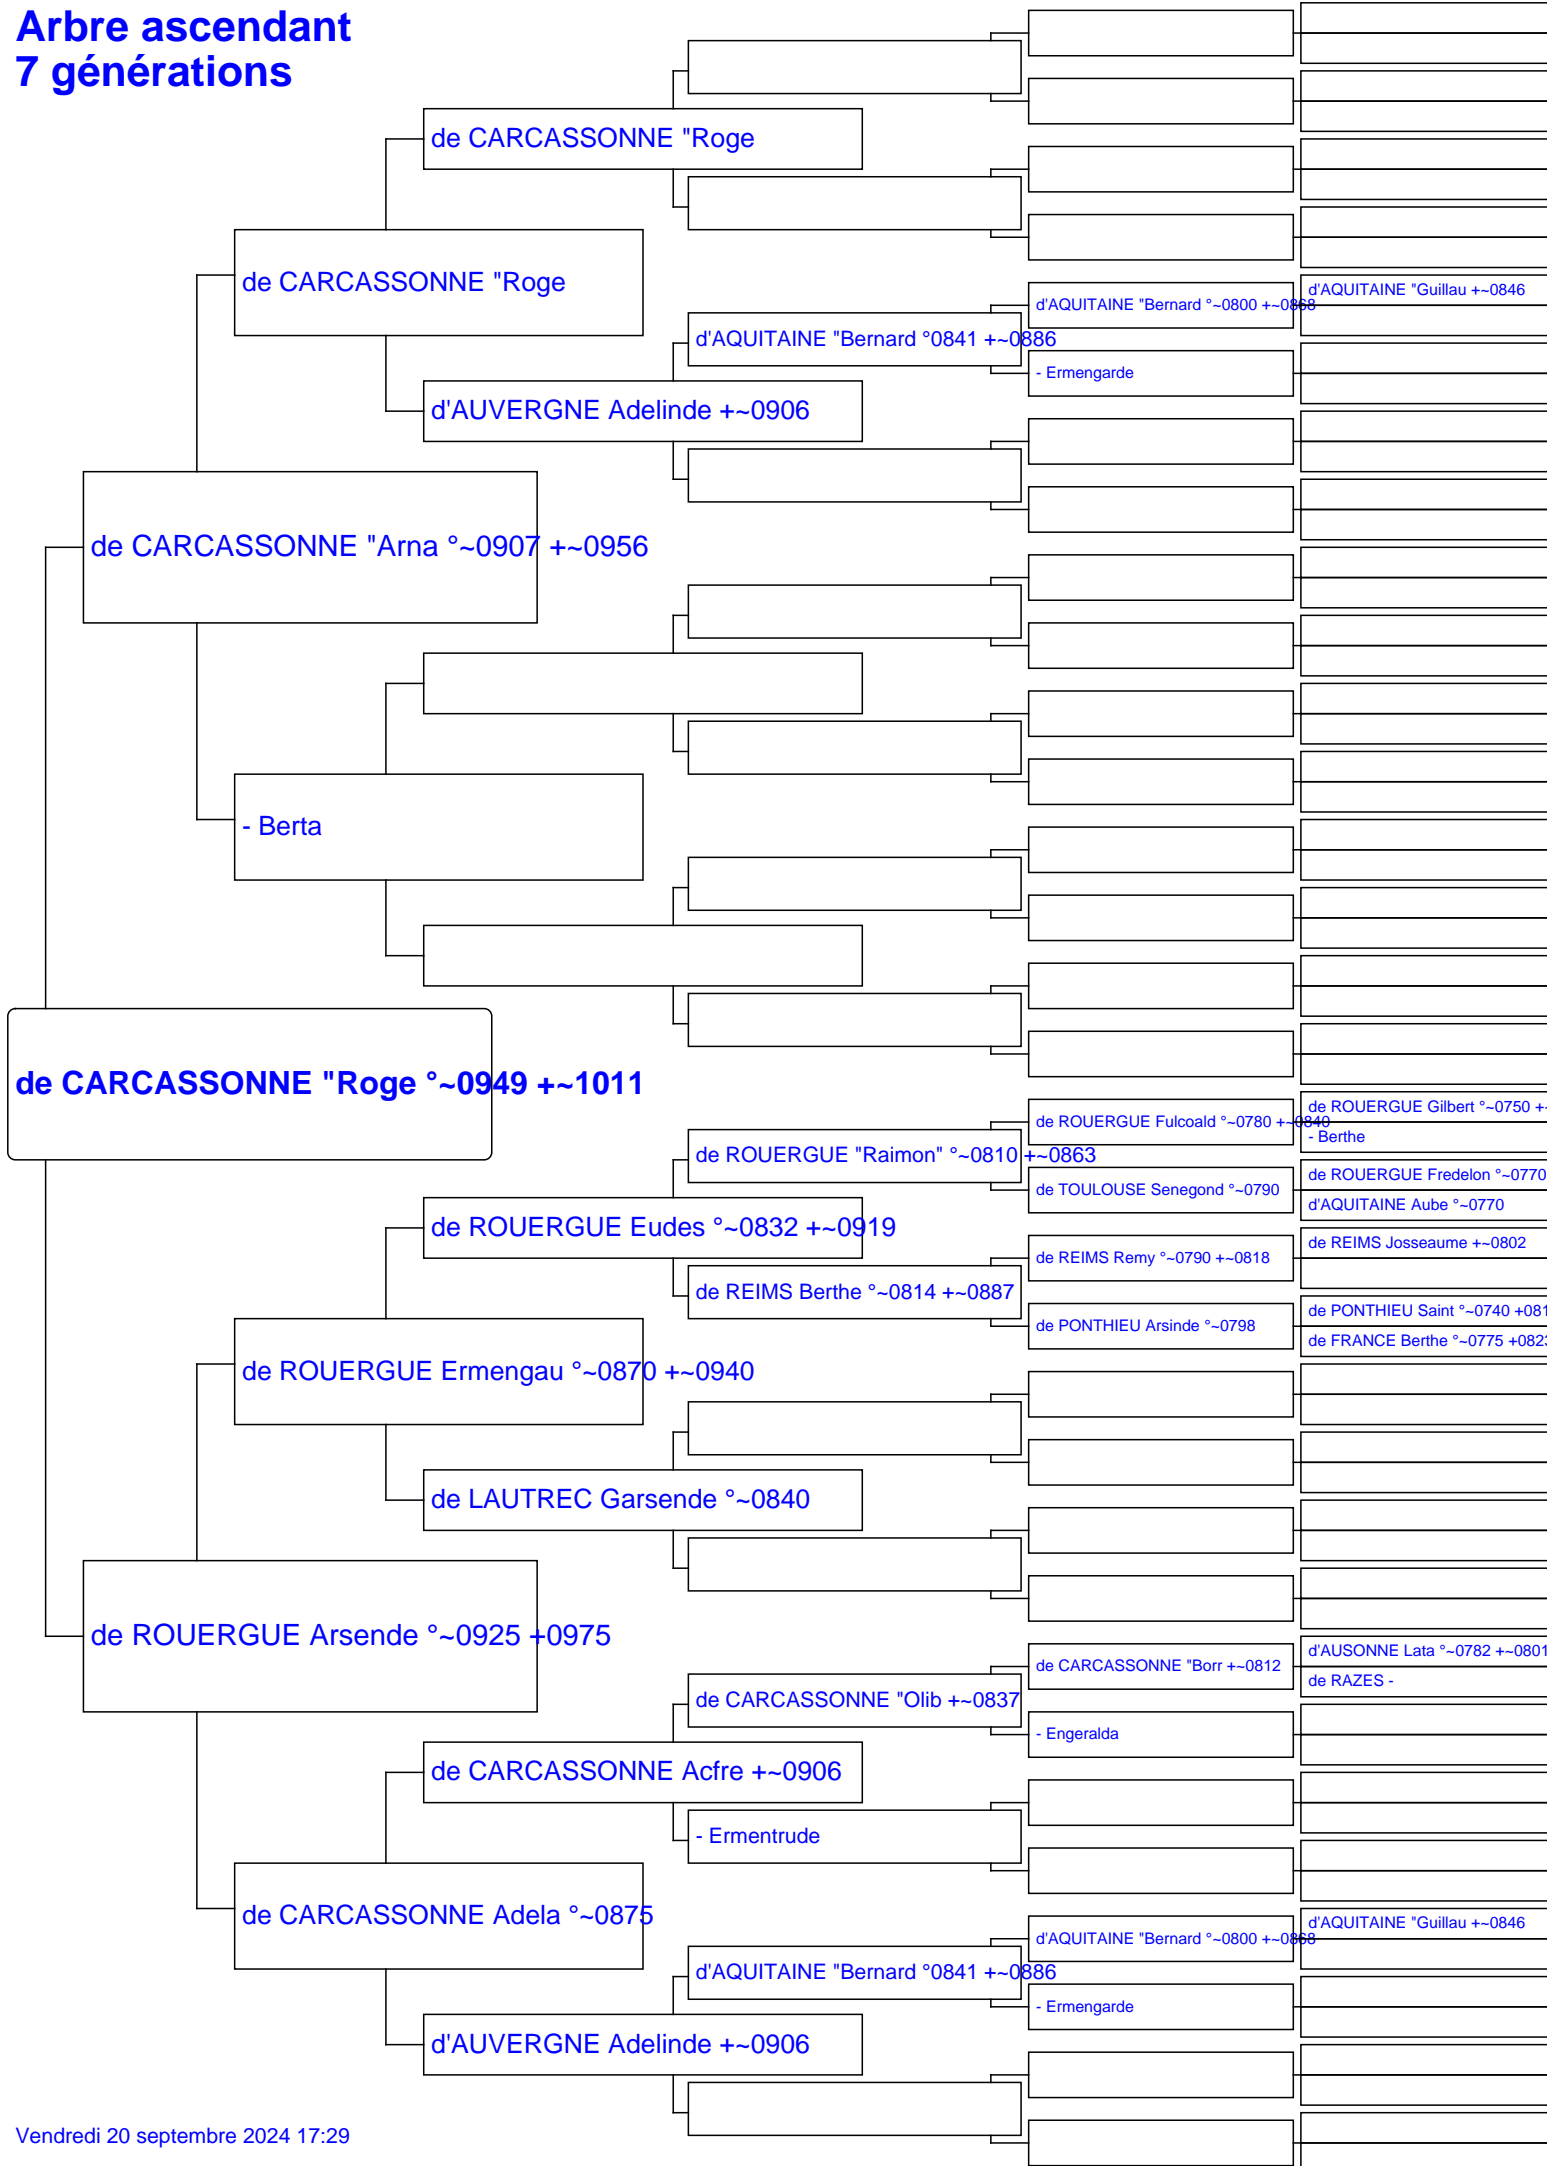 Arbre ascendant
7 générations
de CARCASSONNE "Roge
de CARCASSONNE "Roge
d'AQUITAINE "Guillau +~0846
d'AQUITAINE "Bernard °~0800 +~0868
d'AQUITAINE "Bernard °0841 +~0886
- Ermengarde
d'AUVERGNE Adelinde +~0906
de CARCASSONNE "Arna °~0907 +~0956
- Berta
de CARCASSONNE "Roge °~0949 +~1011
de ROUERGUE Gilbert °~0750 +~
de ROUERGUE Fulcoald °~0780 +~0840
- Berthe
de ROUERGUE "Raimon" °~0810 +~0863
de ROUERGUE Fredelon °~0770
de TOULOUSE Senegond °~0790
d'AQUITAINE Aube °~0770
de ROUERGUE Eudes °~0832 +~0919
de REIMS Josseaume +~0802
de REIMS Remy °~0790 +~0818
de REIMS Berthe °~0814 +~0887
de PONTHIEU Saint °~0740 +081
de PONTHIEU Arsinde °~0798
de FRANCE Berthe °~0775 +0823
de ROUERGUE Ermengau °~0870 +~0940
de LAUTREC Garsende °~0840
de ROUERGUE Arsende °~0925 +0975
d'AUSONNE Lata °~0782 +~0801
de CARCASSONNE "Borr +~0812
de RAZES -
de CARCASSONNE "Olib +~0837
- Engeralda
de CARCASSONNE Acfre +~0906
- Ermentrude
de CARCASSONNE Adela °~0875
d'AQUITAINE "Guillau +~0846
d'AQUITAINE "Bernard °~0800 +~0868
d'AQUITAINE "Bernard °0841 +~0886
- Ermengarde
d'AUVERGNE Adelinde +~0906
Vendredi 20 septembre 2024 17:29